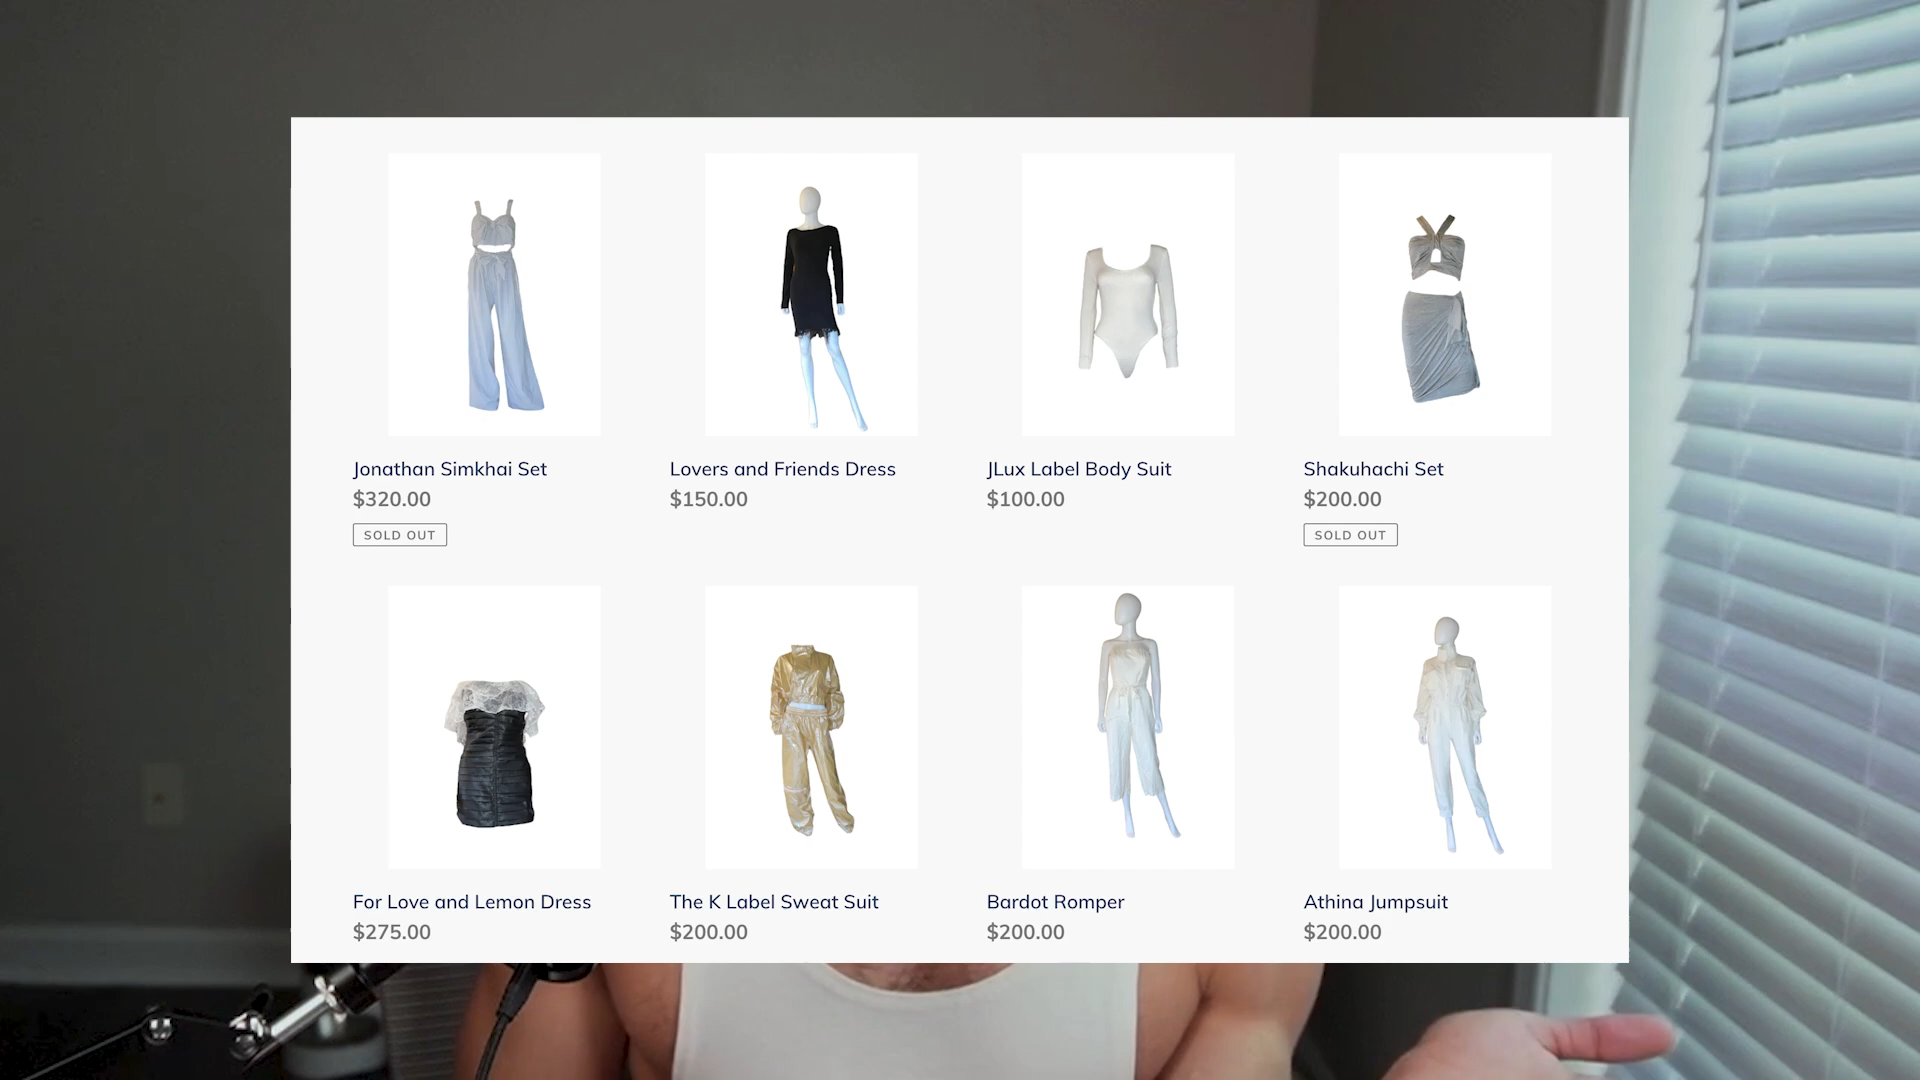 Jonathan Simkhai Set
$320.00
SOLD OUT
Lovers and Friends Dress
$150.00
JLux Label Body Suit
$100.00
Shakuhachi Set
$200.00
SOLD OUT
For Love and Lemon Dress
$275.00
The K Label Sweat Suit
$200.00
Bardot Romper
$200.00
Athina Jumpsuit
$200.00